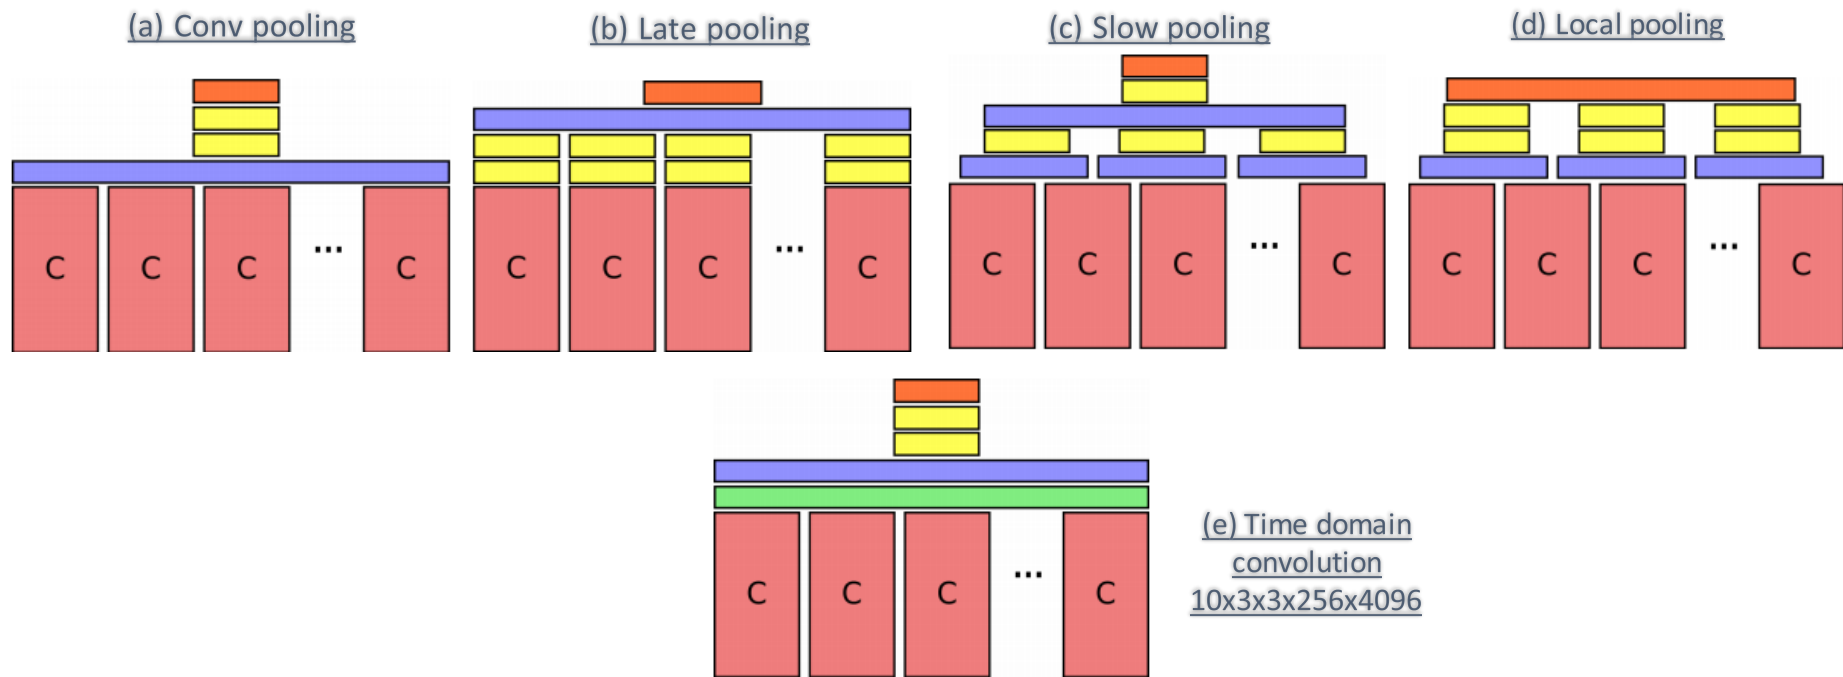 (a) Conv pooling
(b) Late pooling
(c) Slow pooling
(d) Local pooling
C C C ... C
C C C ... C
C C C ... C
C C C ... C
C C C ... C
(e) Time domain
convolution
10x3x3x256x4096